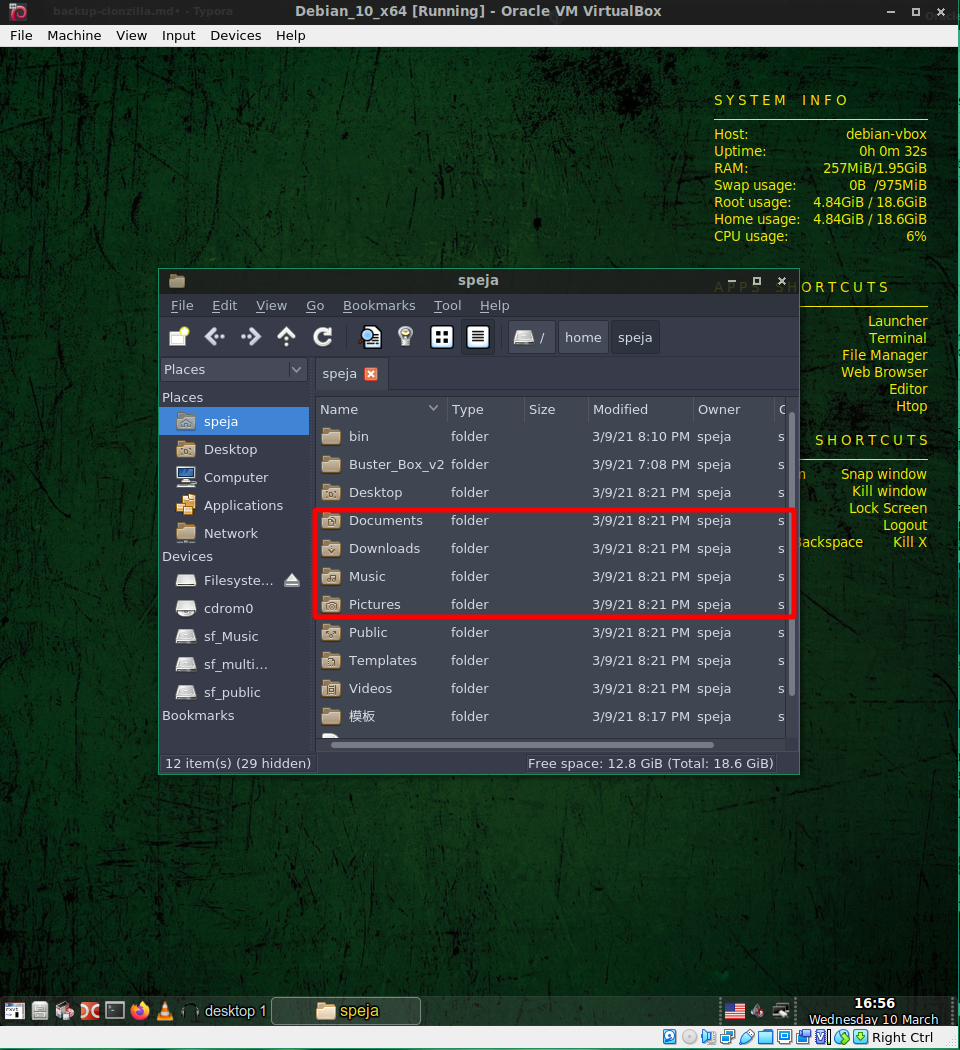 backup-clonzilla.md• - Typora
Debian_10_x64 [Running] - Oracle VM VirtualBox
File Machine View Input Devices Help
SYSTEM INFO
Host: debian-vbox
Uptime: 0h 0m 32s
RAM: 257MiB/1.95GiB
Swap usage: 0B /975MiB
Root usage: 4.84GiB / 18.6GiB
Home usage: 4.84GiB / 18.6GiB
CPU usage: 6%
APPS SHORTCUTS
Launcher
Terminal
File Manager
Web Browser
Editor
Htop
SHORTCUTS
n Snap window
Kill window
Lock Screen
Logout
Backspace Kill X
speja
File Edit View Go Bookmarks Tool Help
/ home speja
Places
Places
speja
Desktop
Computer
Applications
Network
Devices
Filesyste...
cdrom0
sf_Music
sf_multi...
sf_public
Bookmarks
speja
Name Type Size Modified Owner
bin folder 3/9/21 8:10 PM speja s
Buster_Box_v2 folder 3/9/21 7:08 PM speja s
Desktop folder 3/9/21 8:21 PM speja s
Documents folder 3/9/21 8:21 PM speja s
Downloads folder 3/9/21 8:21 PM speja s
Music folder 3/9/21 8:21 PM speja s
Pictures folder 3/9/21 8:21 PM speja s
Public folder 3/9/21 8:21 PM speja s
Templates folder 3/9/21 8:21 PM speja s
Videos folder 3/9/21 8:21 PM speja s
模板 folder 3/9/21 8:17 PM speja s
12 item(s) (29 hidden) Free space: 12.8 GiB (Total: 18.6 GiB)
desktop 1 speja
16:56
Wednesday 10 March
Right Ctrl